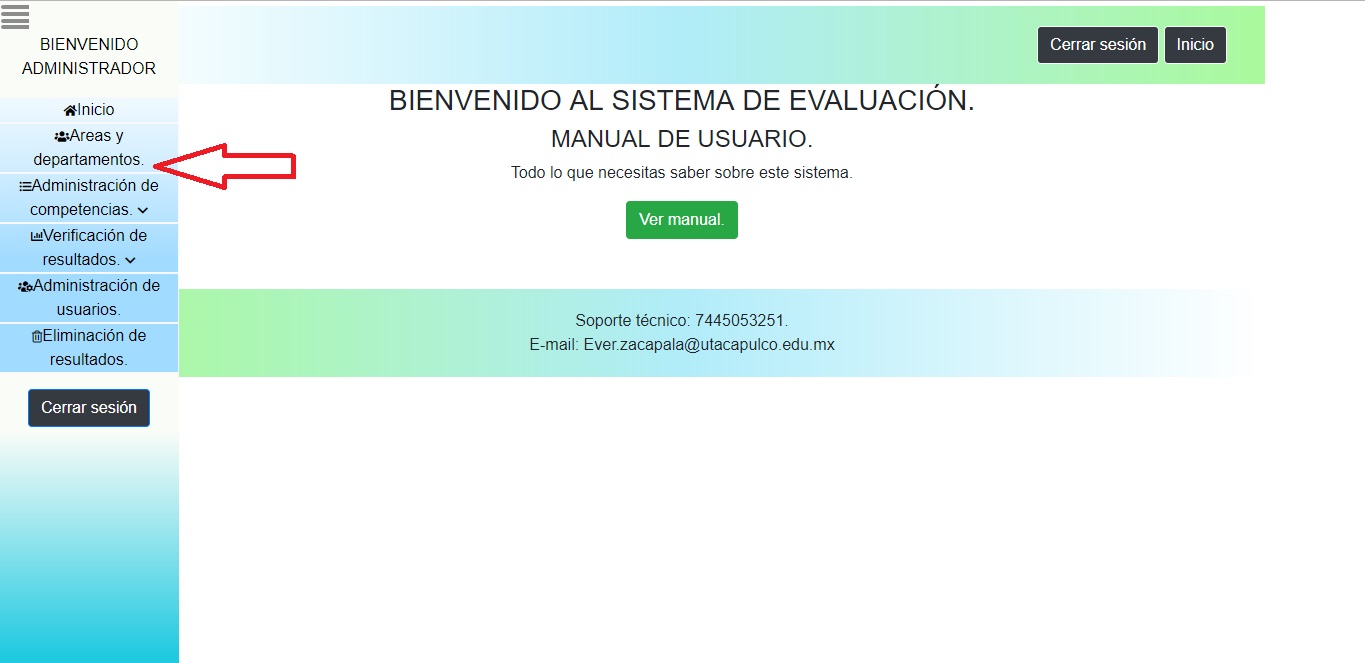 BIENVENIDO
ADMINISTRADOR
Inicio
Areas y
departamentos.
Administración de
competencias.
Verificación de
resultados.
Administración de
usuarios.
Eliminación de
resultados.
Cerrar sesión
Cerrar sesión
Inicio
BIENVENIDO AL SISTEMA DE EVALUACIÓN.
MANUAL DE USUARIO.
Todo lo que necesitas saber sobre este sistema.
Ver manual.
Soporte técnico: 7445053251.
E-mail: Ever.zacapala@utacapulco.edu.mx